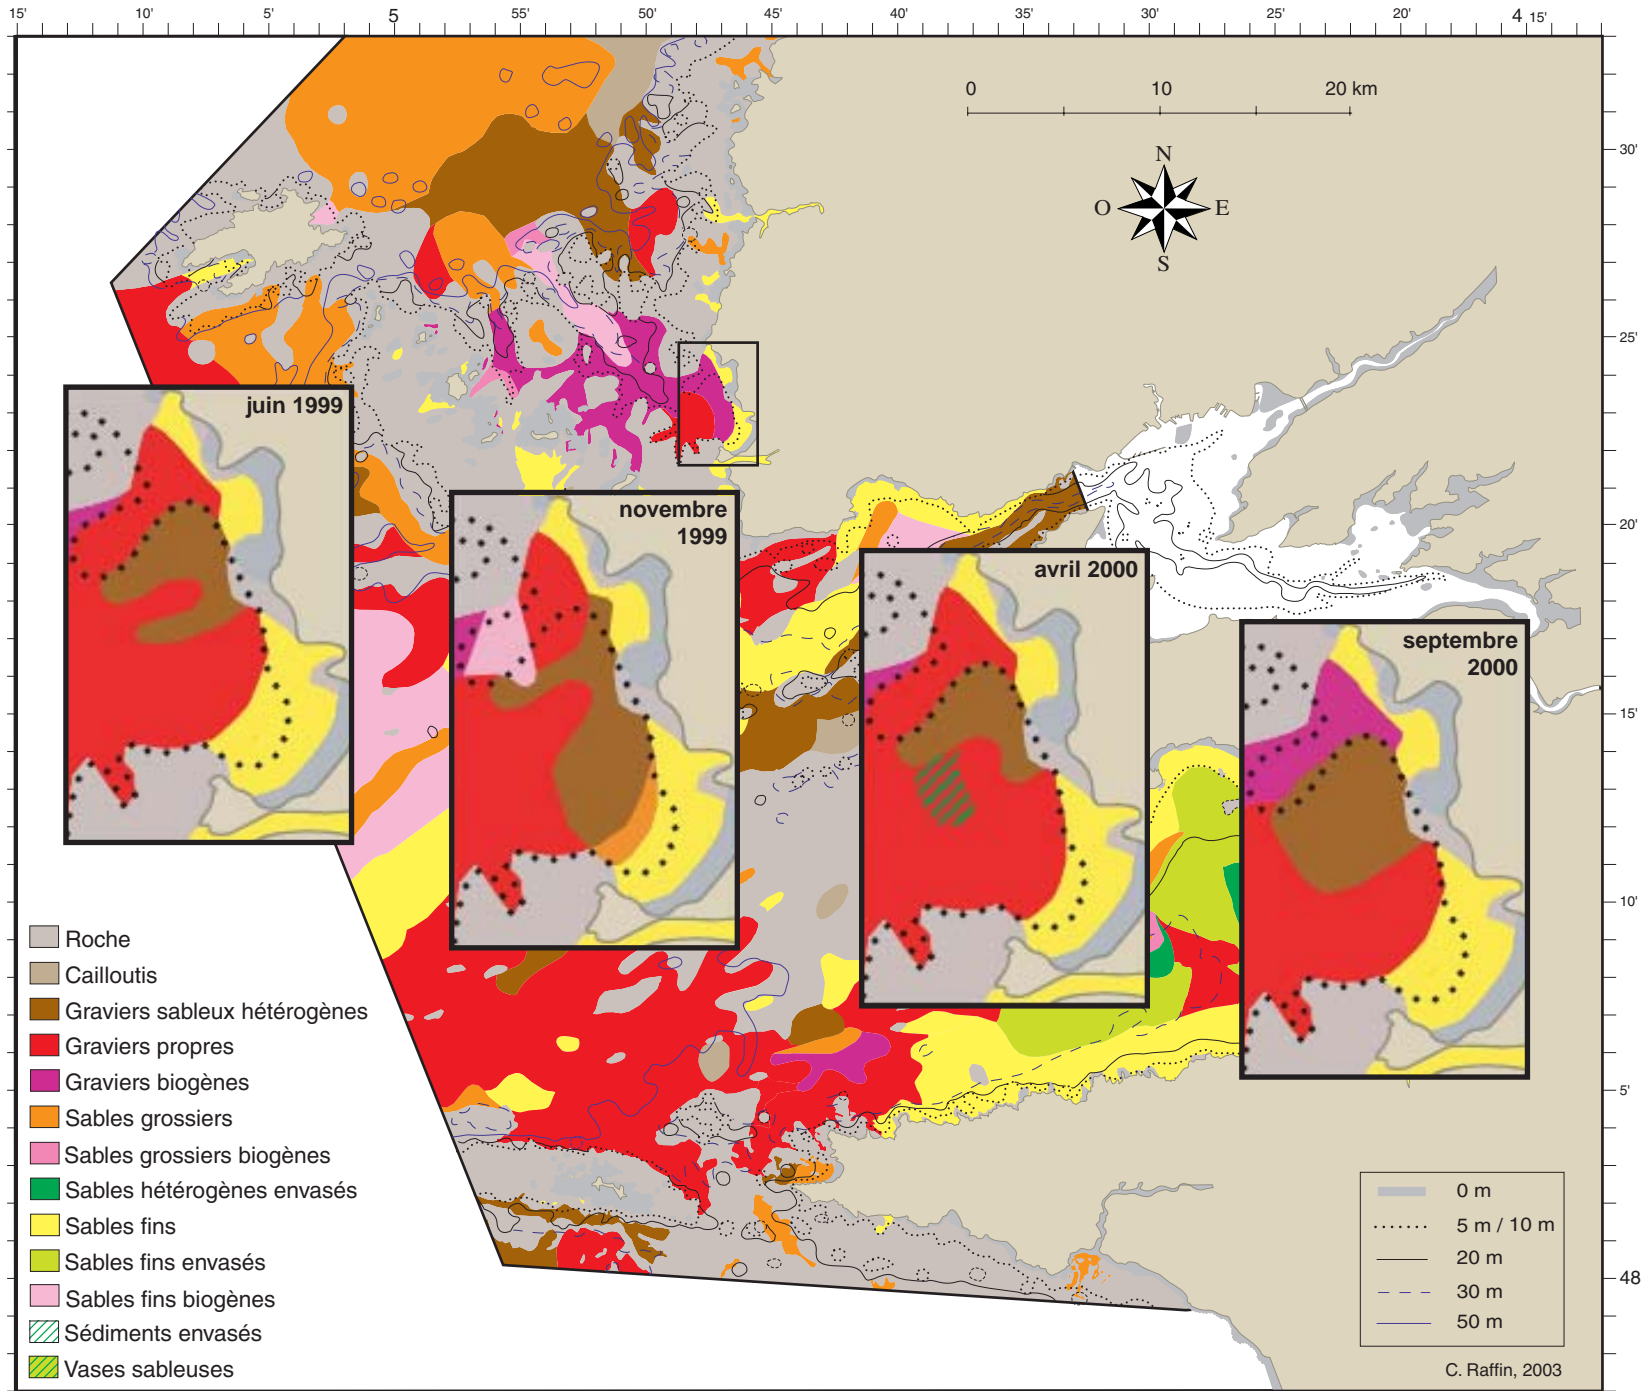 15' 10' 5' 5 55' 50' 45' 40' 35' 30' 25' 20' 4 15'
0 10 20 km
N
O E
S
30'
25'
20'
15'
10'
5'
48
juin 1999
novembre
1999
avril 2000
septembre
2000
Roche
Cailloutis
Graviers sableux hétérogènes
Graviers propres
Graviers biogènes
Sables grossiers
Sables grossiers biogènes
Sables hétérogènes envasés
Sables fins
Sables fins envasés
Sables fins biogènes
Sédiments envasés
Vases sableuses
0 m
5 m / 10 m
20 m
30 m
50 m
C. Raffin, 2003